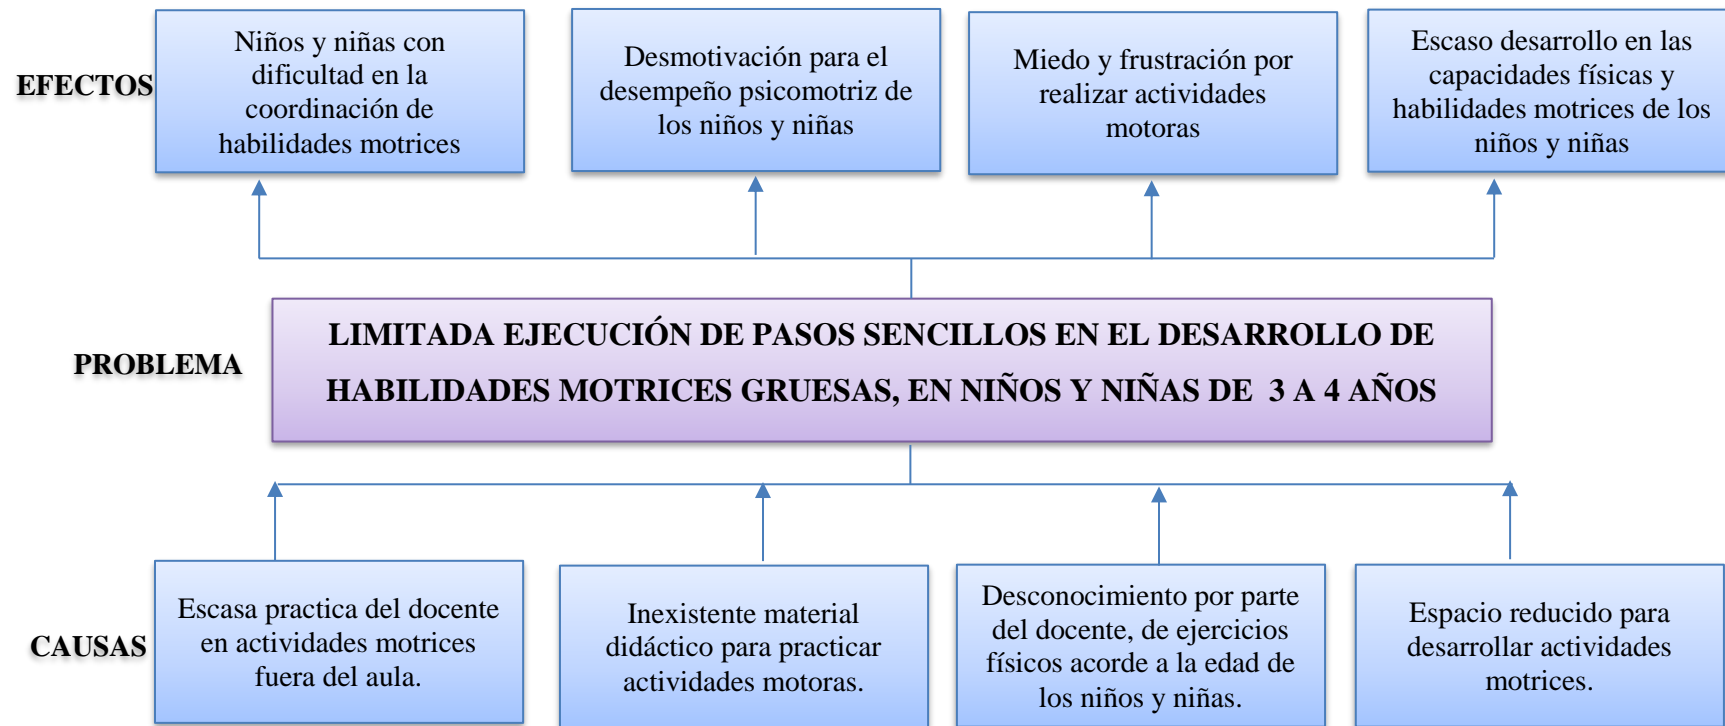 EFECTOS
Niños y niñas con
dificultad en la
coordinación de
habilidades motrices
Desmotivación para el
desempeño psicomotriz de
los niños y niñas
Miedo y frustración por
realizar actividades
motoras
Escaso desarrollo en las
capacidades físicas y
habilidades motrices de los
niños y niñas
PROBLEMA
LIMITADA EJECUCIÓN DE PASOS SENCILLOS EN EL DESARROLLO DE
HABILIDADES MOTRICES GRUESAS, EN NIÑOS Y NIÑAS DE 3 A 4 AÑOS
CAUSAS
Escasa practica del docente
en actividades motrices
fuera del aula.
Inexistente material
didáctico para practicar
actividades motoras.
Desconocimiento por parte
del docente, de ejercicios
físicos acorde a la edad de
los niños y niñas.
Espacio reducido para
desarrollar actividades
motrices.